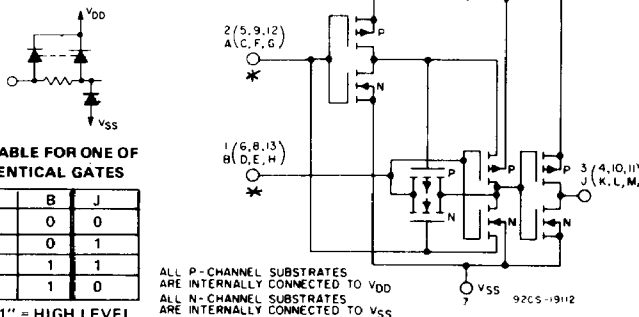 VDD
VSS
2 (5,9,12)
A (C,F,G)
*
P
N
1 (6,8,13)
B (D,E,H)
*
P
N
P
N
P
N
3 (4,10,11)
J (K,L,M)
ABLE FOR ONE OF
ENTICAL GATES
B J
0 0
0 1
1 1
1 0
1" = HIGH LEVEL
ALL P-CHANNEL SUBSTRATES
ARE INTERNALLY CONNECTED TO VDD
ALL N-CHANNEL SUBSTRATES
ARE INTERNALLY CONNECTED TO VSS
VSS
7
92CS-19112